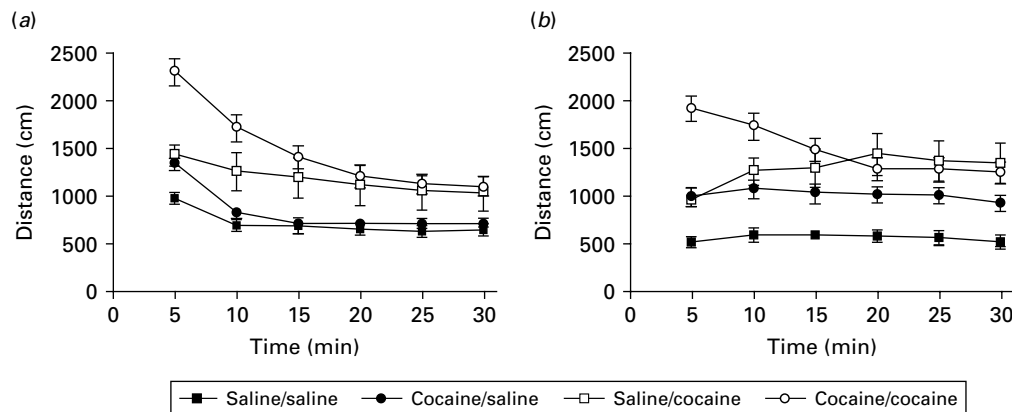 (a)
2500
2000
1500
1000
500
0
Distance (cm)
0 5 10 15 20 25 30
Time (min)
(b)
2500
2000
1500
1000
500
0
Distance (cm)
0 5 10 15 20 25 30
Time (min)
Saline/saline Cocaine/saline Saline/cocaine Cocaine/cocaine